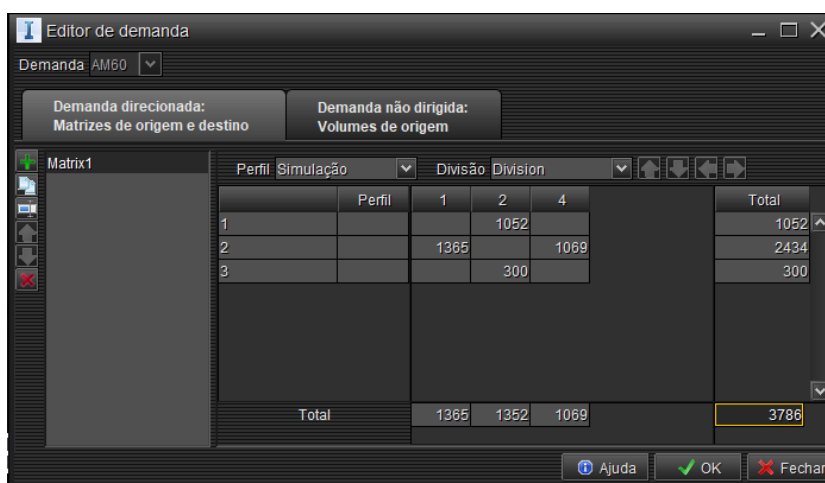 Editor de demanda
Demanda AM60
Demanda direcionada: Matrizes de origem e destino
Demanda não dirigida: Volumes de origem
Matrix1
Perfil Simulação Divisão Division
Perfil 1 2 4 Total
1 1052 1052
2 1365 1069 2434
3 300 300
Total 1365 1352 1069 3786
Ajuda OK Fechar